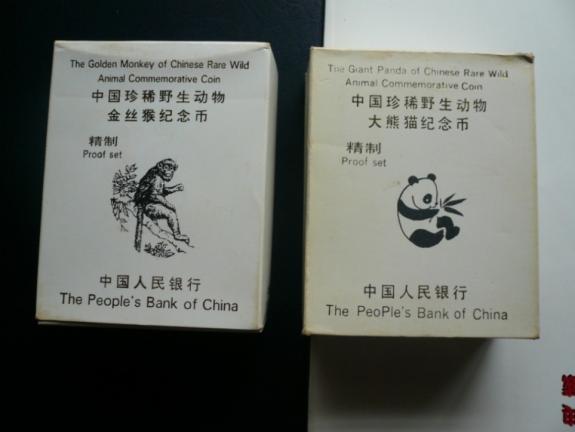 The Golden Monkey of Chinese Rare Wild
Animal Commemorative Coin
中国珍稀野生动物
金丝猴纪念币
精制
Proof set
中国人民银行
The People's Bank of China
The Giant Panda of Chinese Rare Wild
Animal Commemorative Coin
中国珍稀野生动物
大熊猫纪念币
精制
Proof set
中国人民银行
The PeoPle's Bank of China